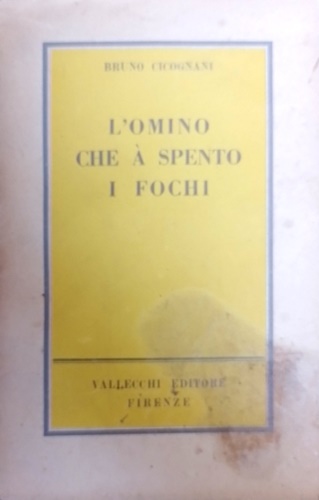 BRUNO CICOGNANI
L'OMINO
CHE À SPENTO
I FOCHI
VALLECCHI EDITORE
FIRENZE